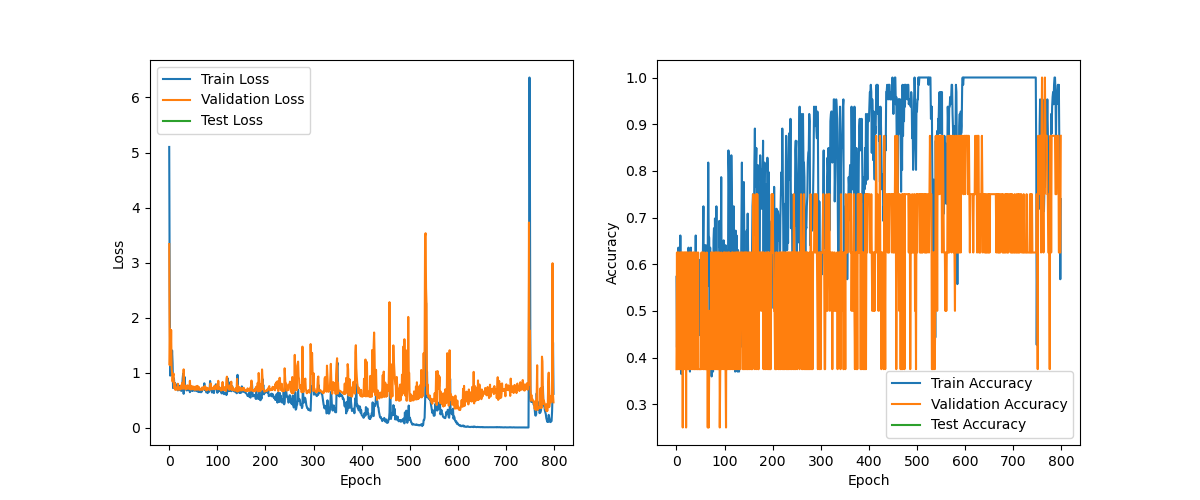 Train Loss
Validation Loss
Test Loss
Loss
6
5
4
3
2
1
0
0 100 200 300 400 500 600 700 800
Epoch
Accuracy
1.0
0.9
0.8
0.7
0.6
0.5
0.4
0.3
Train Accuracy
Validation Accuracy
Test Accuracy
0 100 200 300 400 500 600 700 800
Epoch